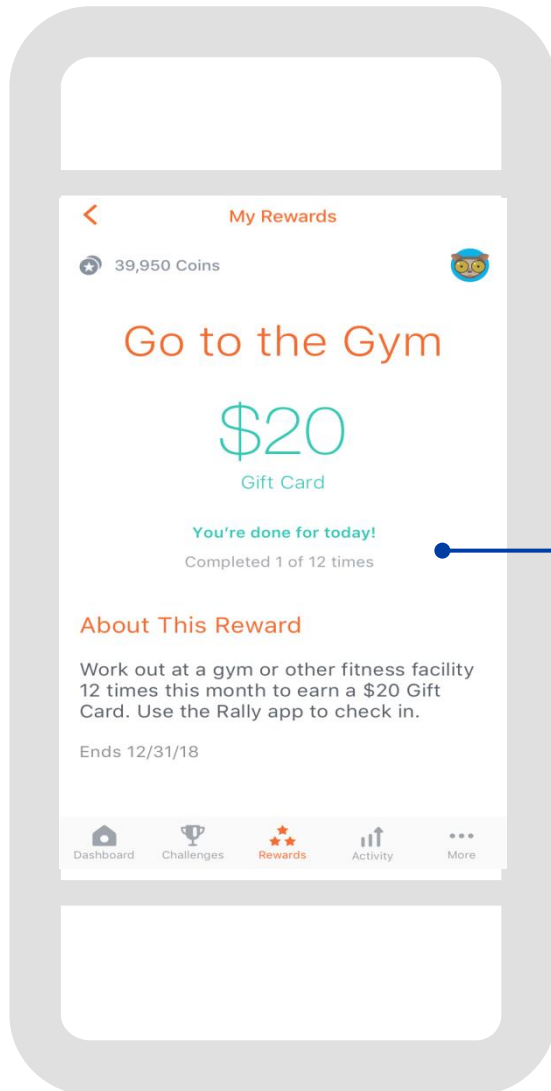 My Rewards
39,950 Coins
Go to the Gym
$20
Gift Card
You're done for today!
Completed 1 of 12 times
About This Reward
Work out at a gym or other fitness facility
12 times this month to earn a $20 Gift
Card. Use the Rally app to check in.
Ends 12/31/18
Dashboard Challenges Rewards Activity More